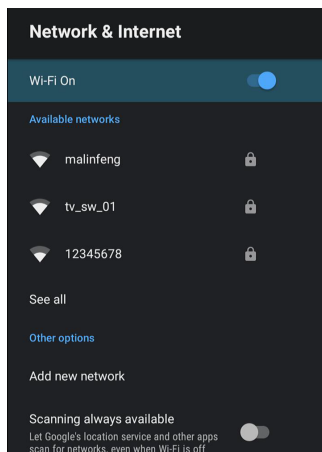 Network & Internet
Wi-Fi On
Available networks
malinfeng
tv_sw_01
12345678
See all
Other options
Add new network
Scanning always available
Let Google's location service and other apps
scan for networks, even when Wi-Fi is off